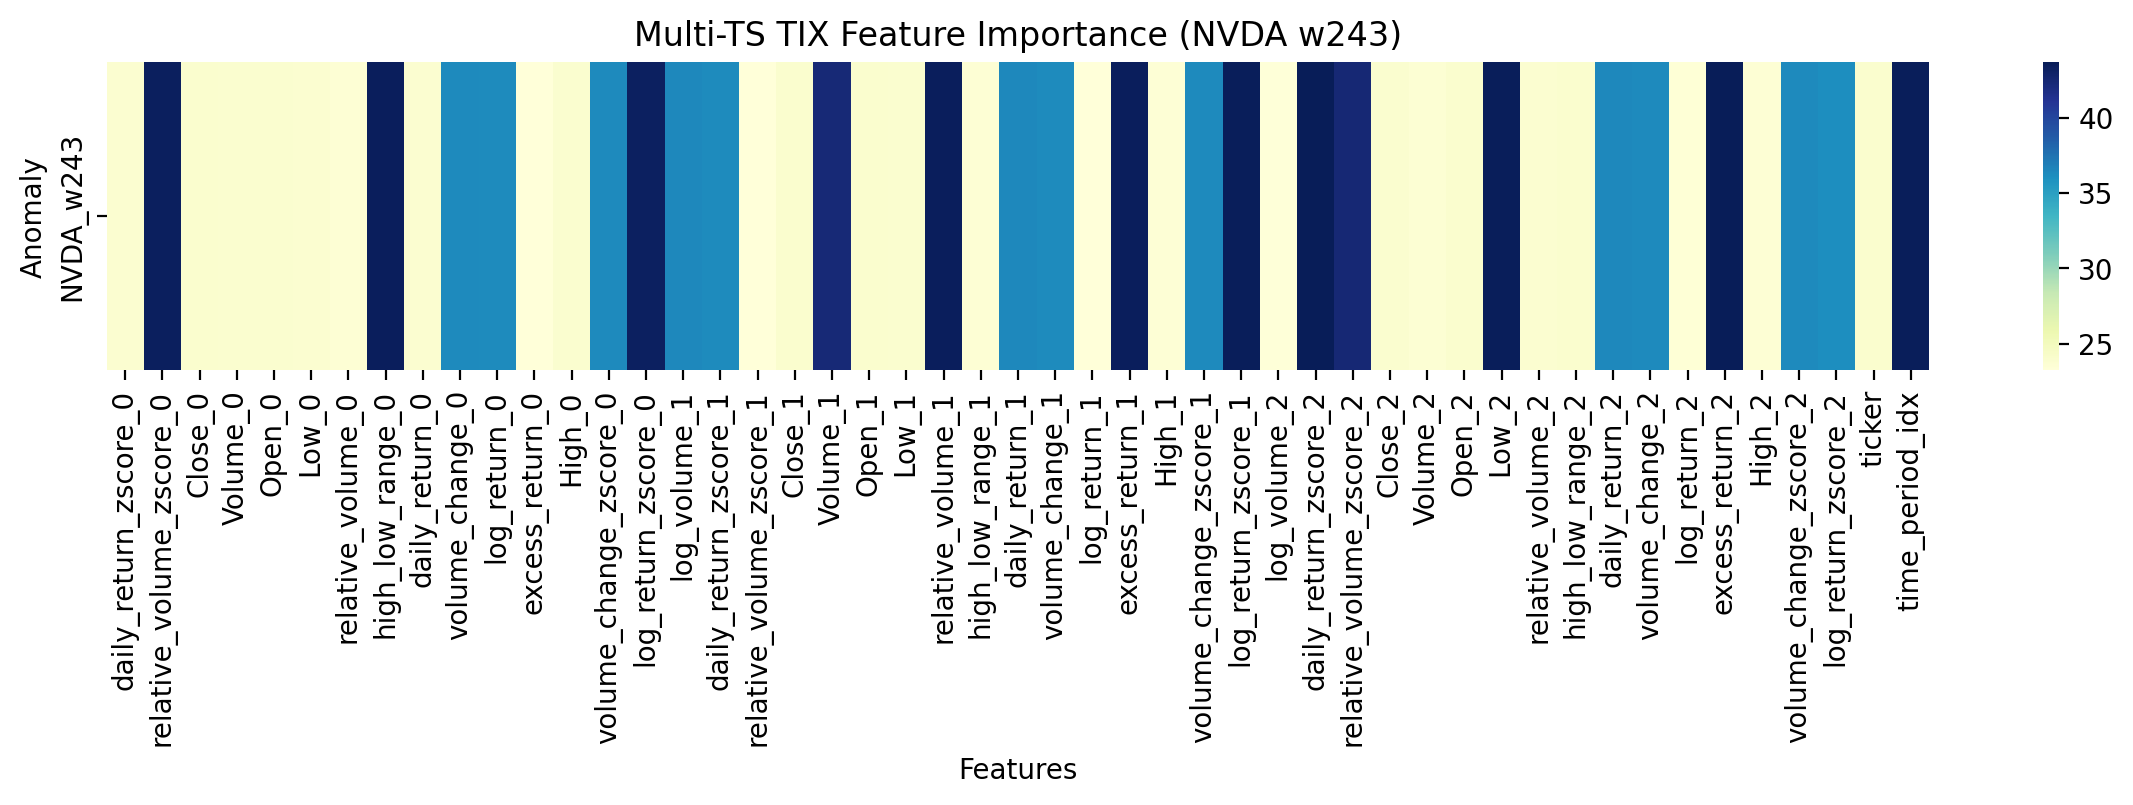 Multi-TS TIX Feature Importance (NVDA w243)
Anomaly
NVDA_w243
40
35
30
25
daily_return_zscore_0
relative_volume_zscore_0
Close_0
Volume_0
Open_0
Low_0
relative_volume_0
high_low_range_0
daily_return_0
volume_change_0
log_return_0
excess_return_0
High_0
volume_change_zscore_0
log_return_zscore_0
log_volume_1
daily_return_zscore_1
relative_volume_zscore_1
Close_1
Volume_1
Open_1
Low_1
relative_volume_1
high_low_range_1
daily_return_1
volume_change_1
log_return_1
excess_return_1
High_1
volume_change_zscore_1
log_return_zscore_1
log_volume_2
daily_return_zscore_2
relative_volume_zscore_2
Close_2
Volume_2
Open_2
Low_2
relative_volume_2
high_low_range_2
daily_return_2
volume_change_2
log_return_2
excess_return_2
High_2
volume_change_zscore_2
log_return_zscore_2
ticker
time_period_idx
Features